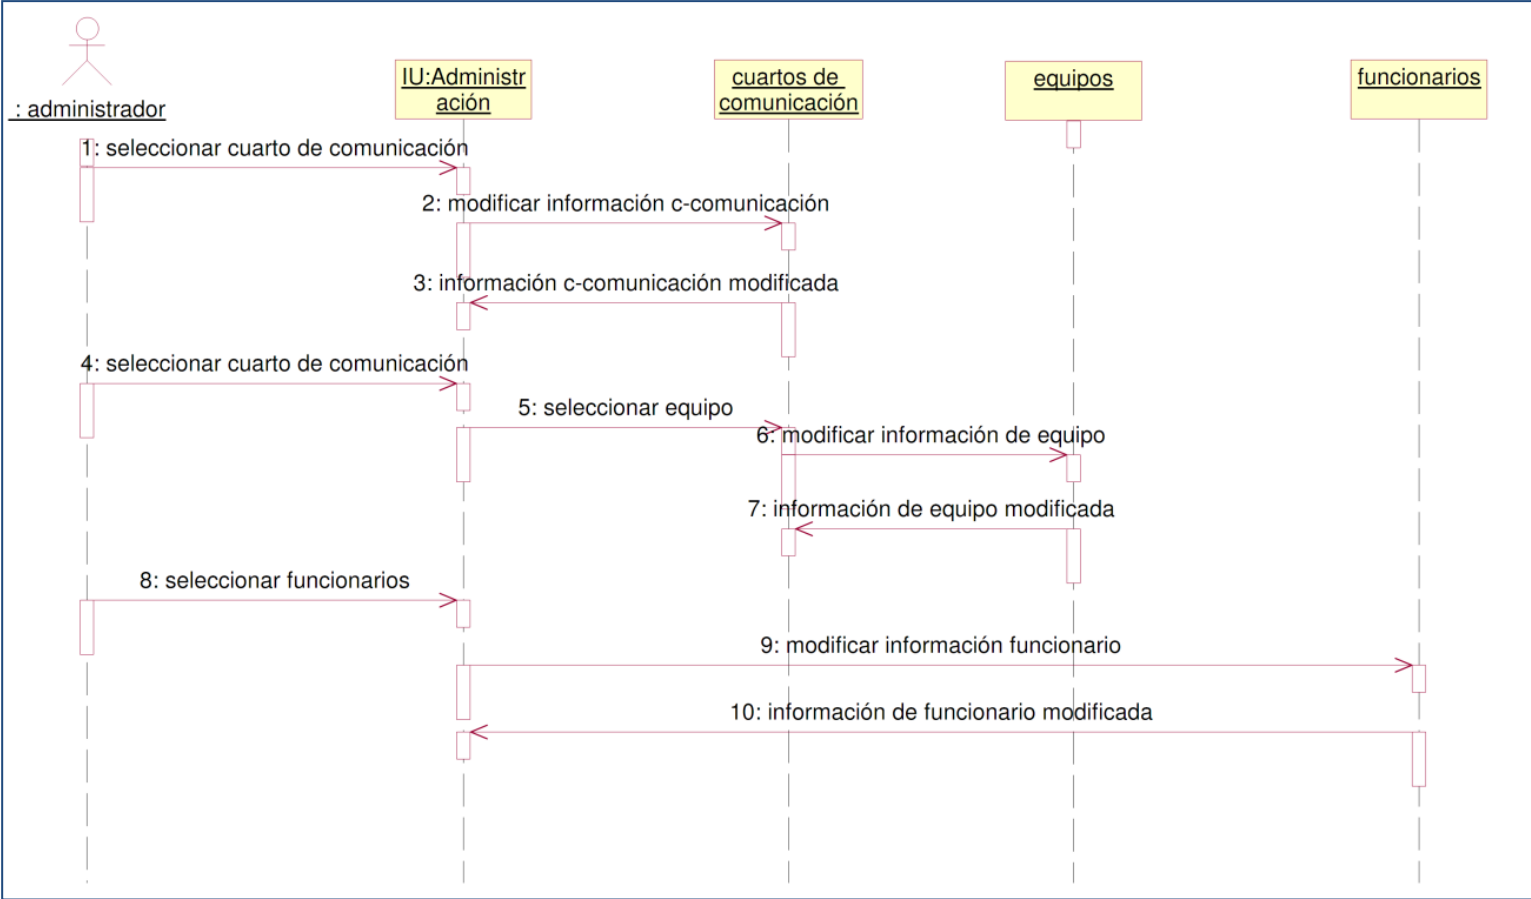 : administrador
IU:Administr
ación
cuartos de
comunicación
equipos
funcionarios
1: seleccionar cuarto de comunicación
2: modificar información c-comunicación
3: información c-comunicación modificada
4: seleccionar cuarto de comunicación
5: seleccionar equipo
6: modificar información de equipo
7: información de equipo modificada
8: seleccionar funcionarios
9: modificar información funcionario
10: información de funcionario modificada